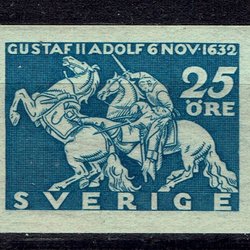 GUSTAF II ADOLF 6 NOV·1632
25
ÖRE
SVERIGE